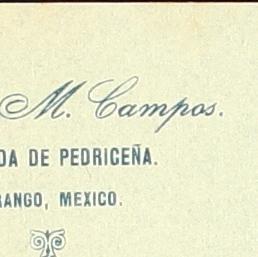 M. Campos.
DA DE PEDRICEÑA.
RANGO, MEXICO.